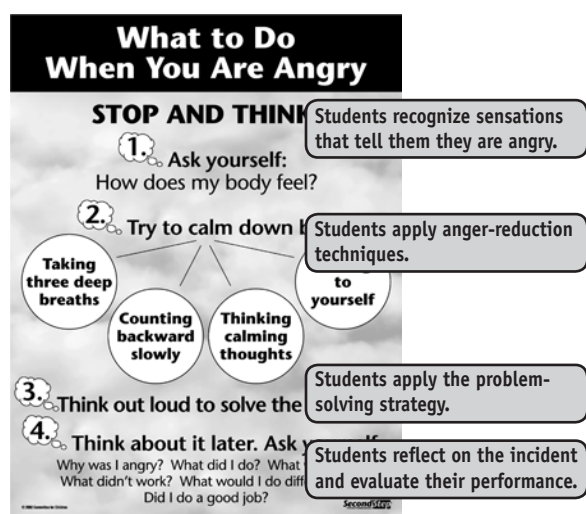 What to Do
When You Are Angry
STOP AND THINK
Students recognize sensations
that tell them they are angry.
1. Ask yourself:
How does my body feel?
2. Try to calm down b
Students apply anger-reduction
techniques.
Taking
three deep
breaths
Counting
backward
slowly
Thinking
calming
thoughts
to
yourself
3. Think out loud to solve the
Students apply the problem-
solving strategy.
4. Think about it later. Ask
Students reflect on the incident
and evaluate their performance.
Why was I angry? What did I do? What
What didn't work? What would I do
Did I do a good job?
© 2002 Committee for Children
Second Step